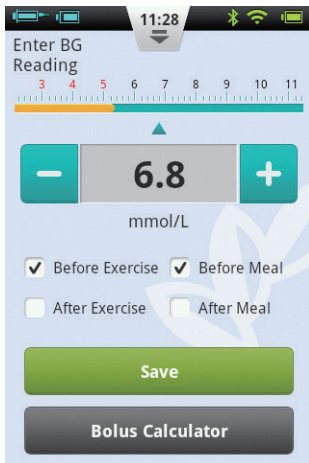 11:28
Enter BG
Reading
3 4 5 6 7 8 9 10 11
6.8
mmol/L
Before Exercise Before Meal
After Exercise After Meal
Save
Bolus Calculator